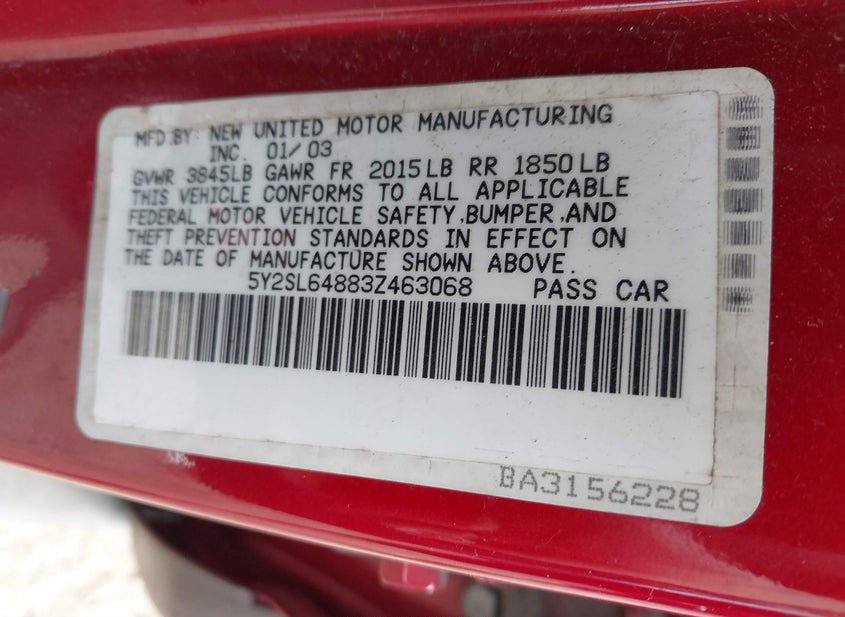 MFD.BY: NEW UNITED MOTOR MANUFACTURING
INC. 01/03
GVWR 3845LB GAWR FR 2015LB RR 1850LB
THIS VEHICLE CONFORMS TO ALL APPLICABLE
FEDERAL MOTOR VEHICLE SAFETY,BUMPER,AND
THEFT PREVENTION STANDARDS IN EFFECT ON
THE DATE OF MANUFACTURE SHOWN ABOVE.
5Y2SL64883Z463068 PASS CAR
BA3156228